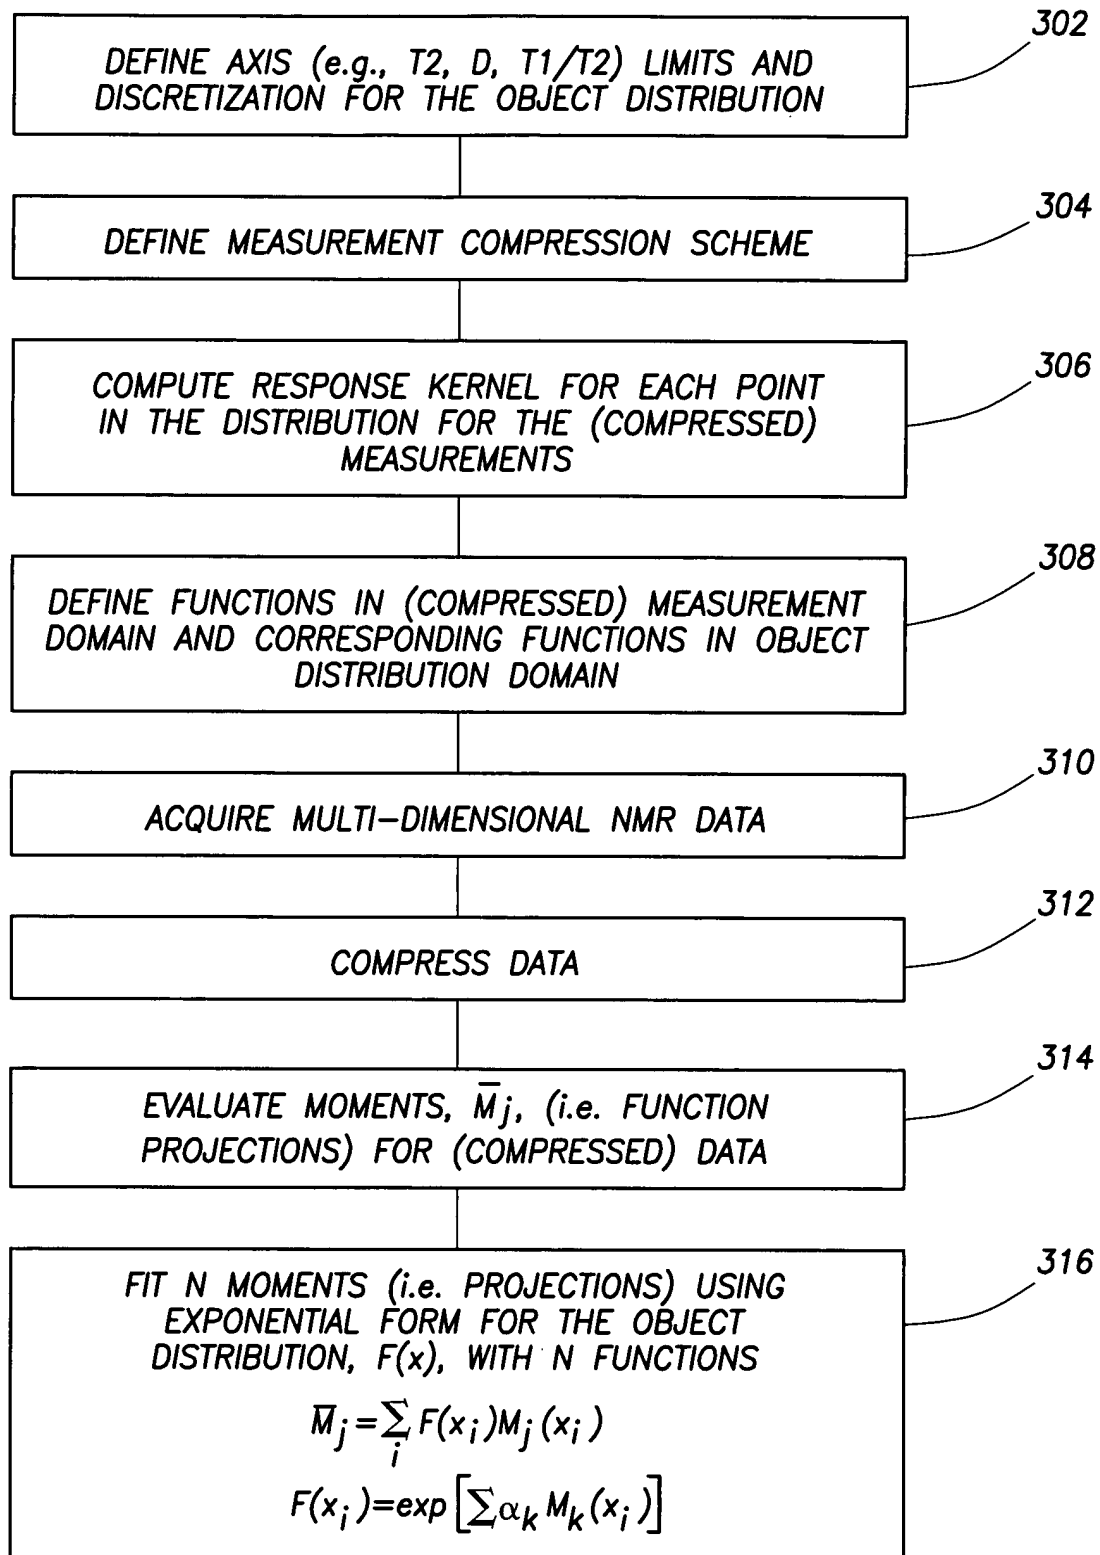 302
DEFINE AXIS (e.g., T2, D, T1/T2) LIMITS AND
DISCRETIZATION FOR THE OBJECT DISTRIBUTION
304
DEFINE MEASUREMENT COMPRESSION SCHEME
306
COMPUTE RESPONSE KERNEL FOR EACH POINT
IN THE DISTRIBUTION FOR THE (COMPRESSED)
MEASUREMENTS
308
DEFINE FUNCTIONS IN (COMPRESSED) MEASUREMENT
DOMAIN AND CORRESPONDING FUNCTIONS IN OBJECT
DISTRIBUTION DOMAIN
310
ACQUIRE MULTI-DIMENSIONAL NMR DATA
312
COMPRESS DATA
314
EVALUATE MOMENTS, M̅j, (i.e. FUNCTION
PROJECTIONS) FOR (COMPRESSED) DATA
316
FIT N MOMENTS (i.e. PROJECTIONS) USING
EXPONENTIAL FORM FOR THE OBJECT
DISTRIBUTION, F(x), WITH N FUNCTIONS
M̅j=∑i F(xi)Mj(xi)
F(xi)=exp[∑αk Mk(xi)]